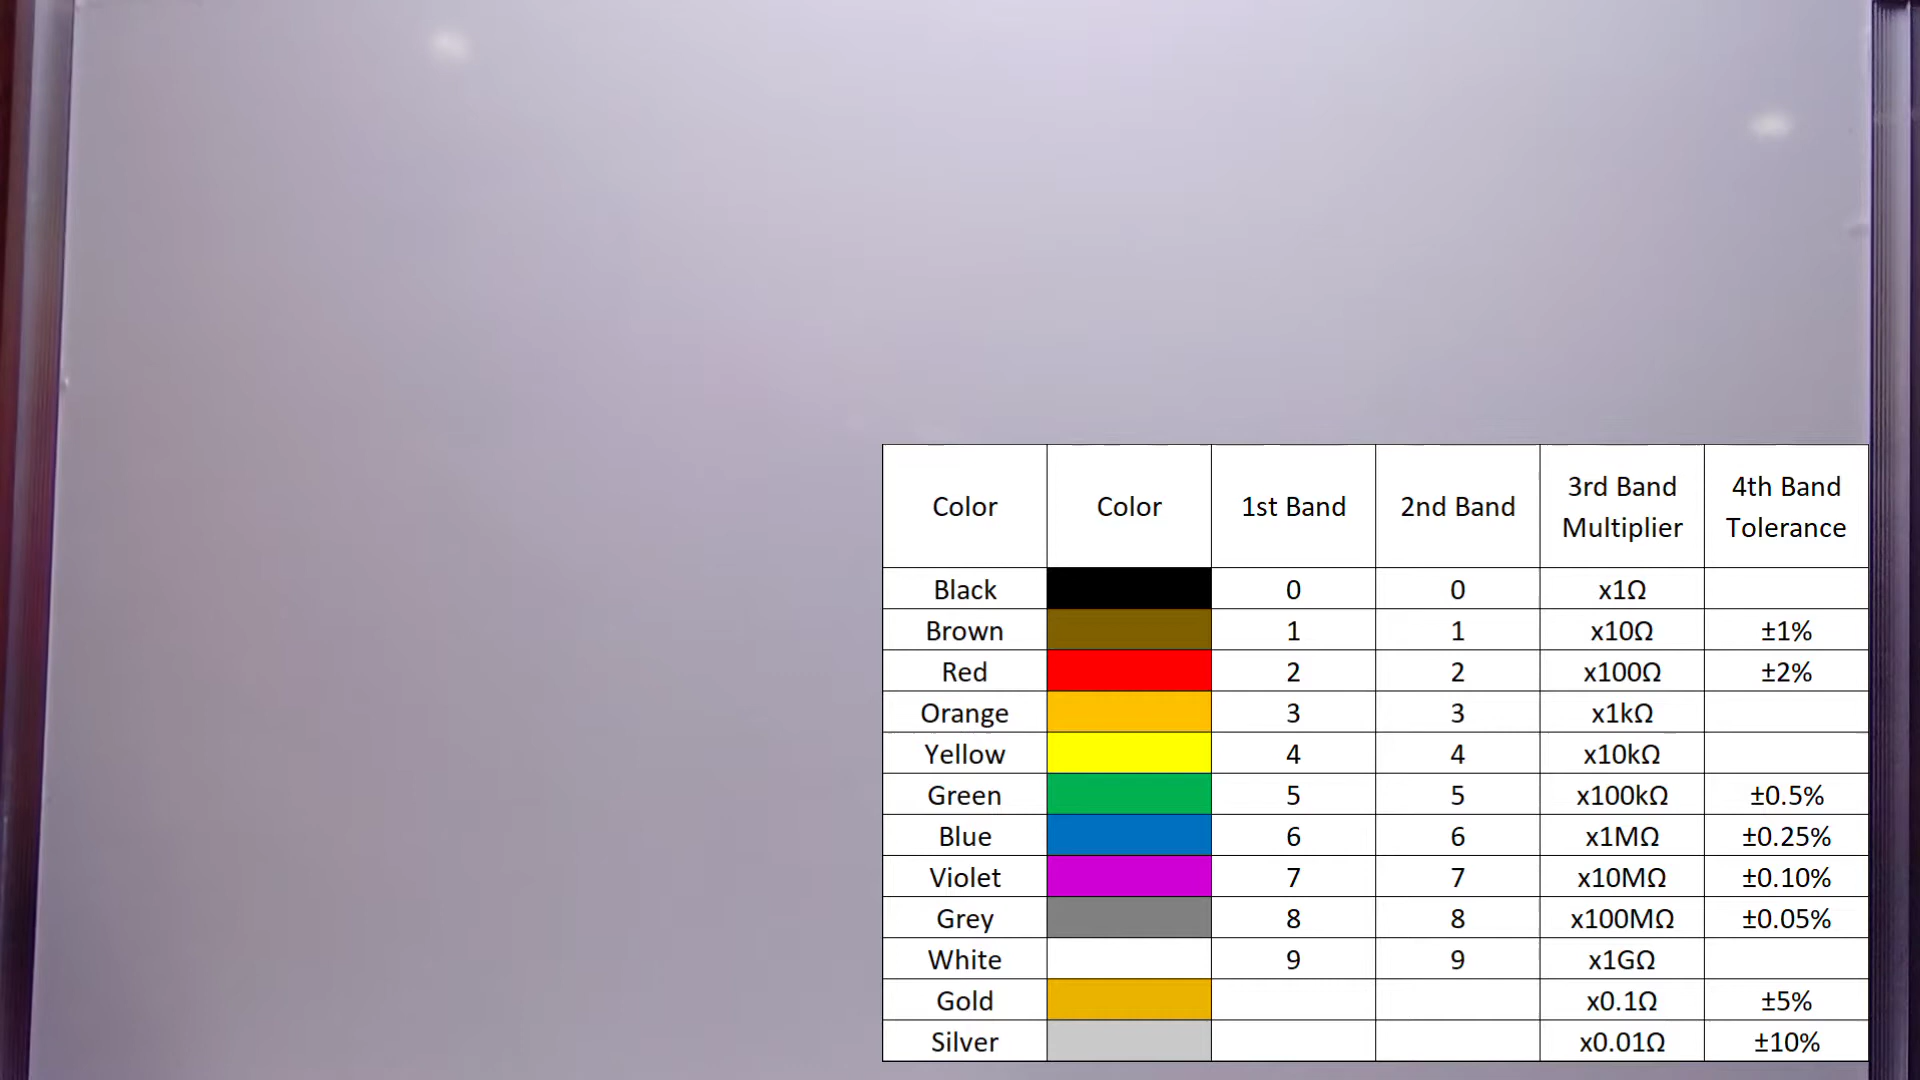 Color Color 1st Band 2nd Band 3rd Band Multiplier 4th Band Tolerance
Black 0 0 x1Ω
Brown 1 1 x10Ω ±1%
Red 2 2 x100Ω ±2%
Orange 3 3 x1kΩ
Yellow 4 4 x10kΩ
Green 5 5 x100kΩ ±0.5%
Blue 6 6 x1MΩ ±0.25%
Violet 7 7 x10MΩ ±0.10%
Grey 8 8 x100MΩ ±0.05%
White 9 9 x1GΩ
Gold x0.1Ω ±5%
Silver x0.01Ω ±10%